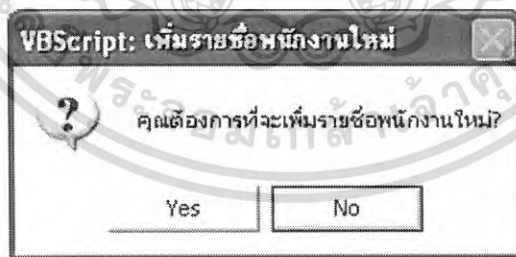 VBScript: เพิ่มรายชื่อพนักงานใหม่
คุณต้องการที่จะเพิ่มรายชื่อพนักงานใหม่?
Yes
No